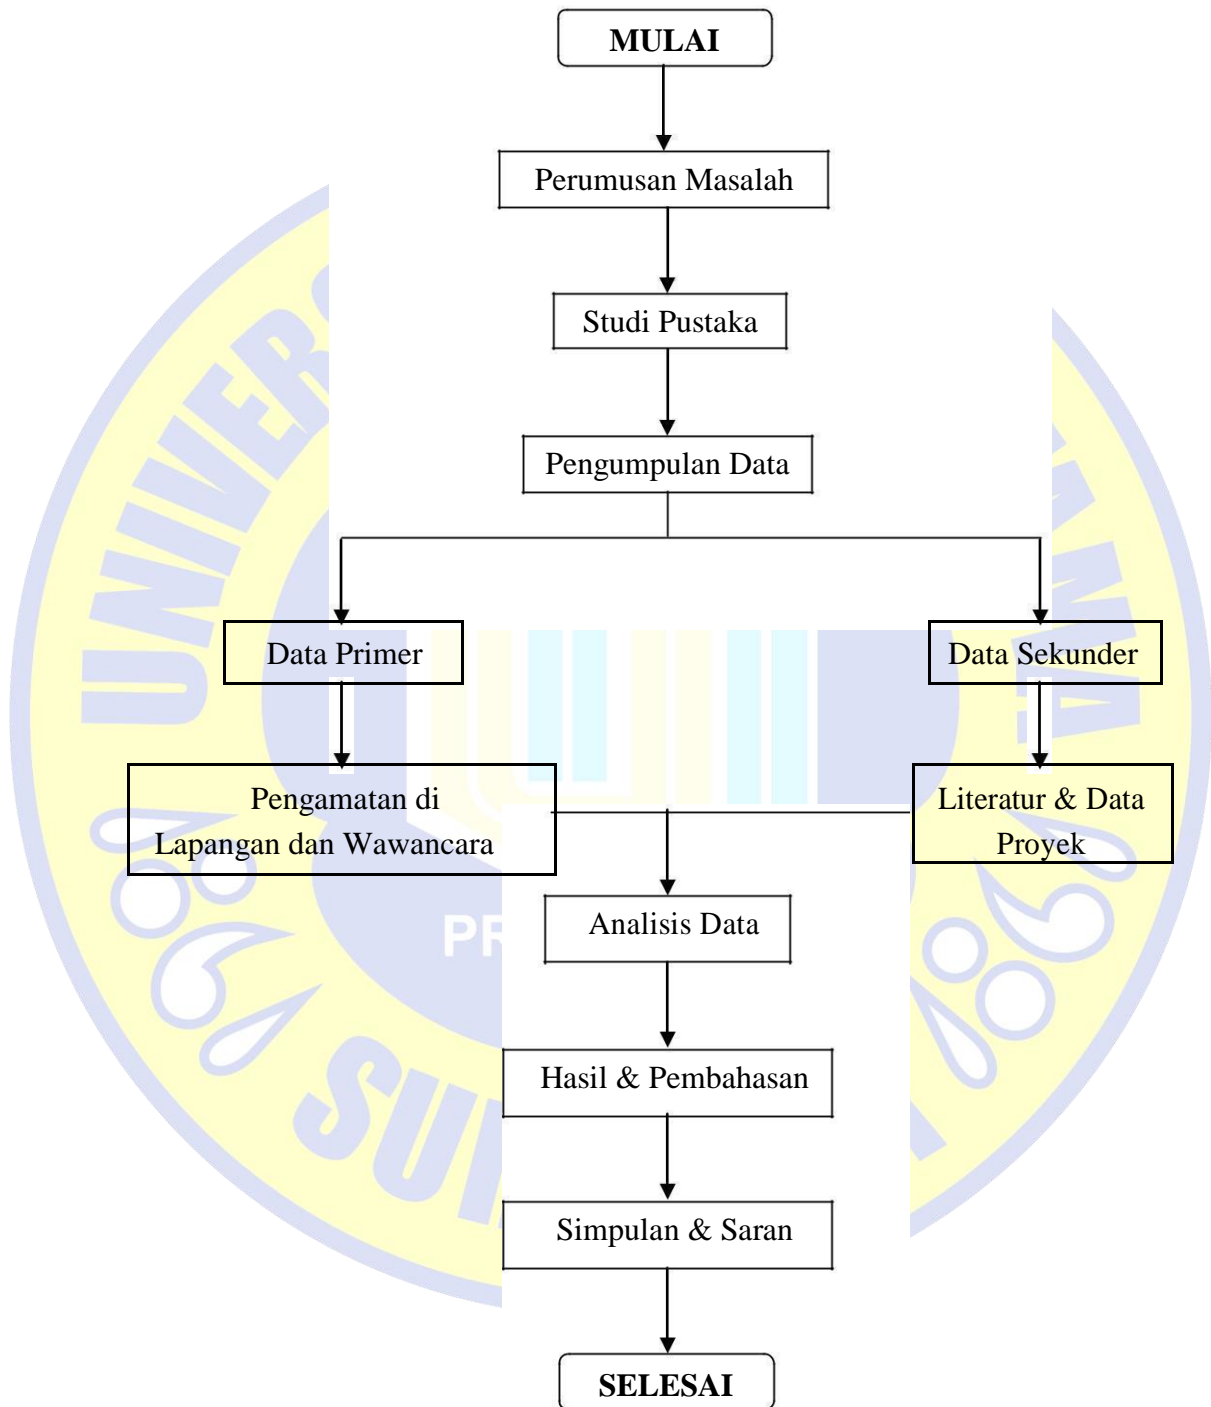 MULAI
Perumusan Masalah
Studi Pustaka
Pengumpulan Data
Data Primer
Data Sekunder
Pengamatan di
Lapangan dan Wawancara
Literatur & Data
Proyek
Analisis Data
Hasil & Pembahasan
Simpulan & Saran
SELESAI